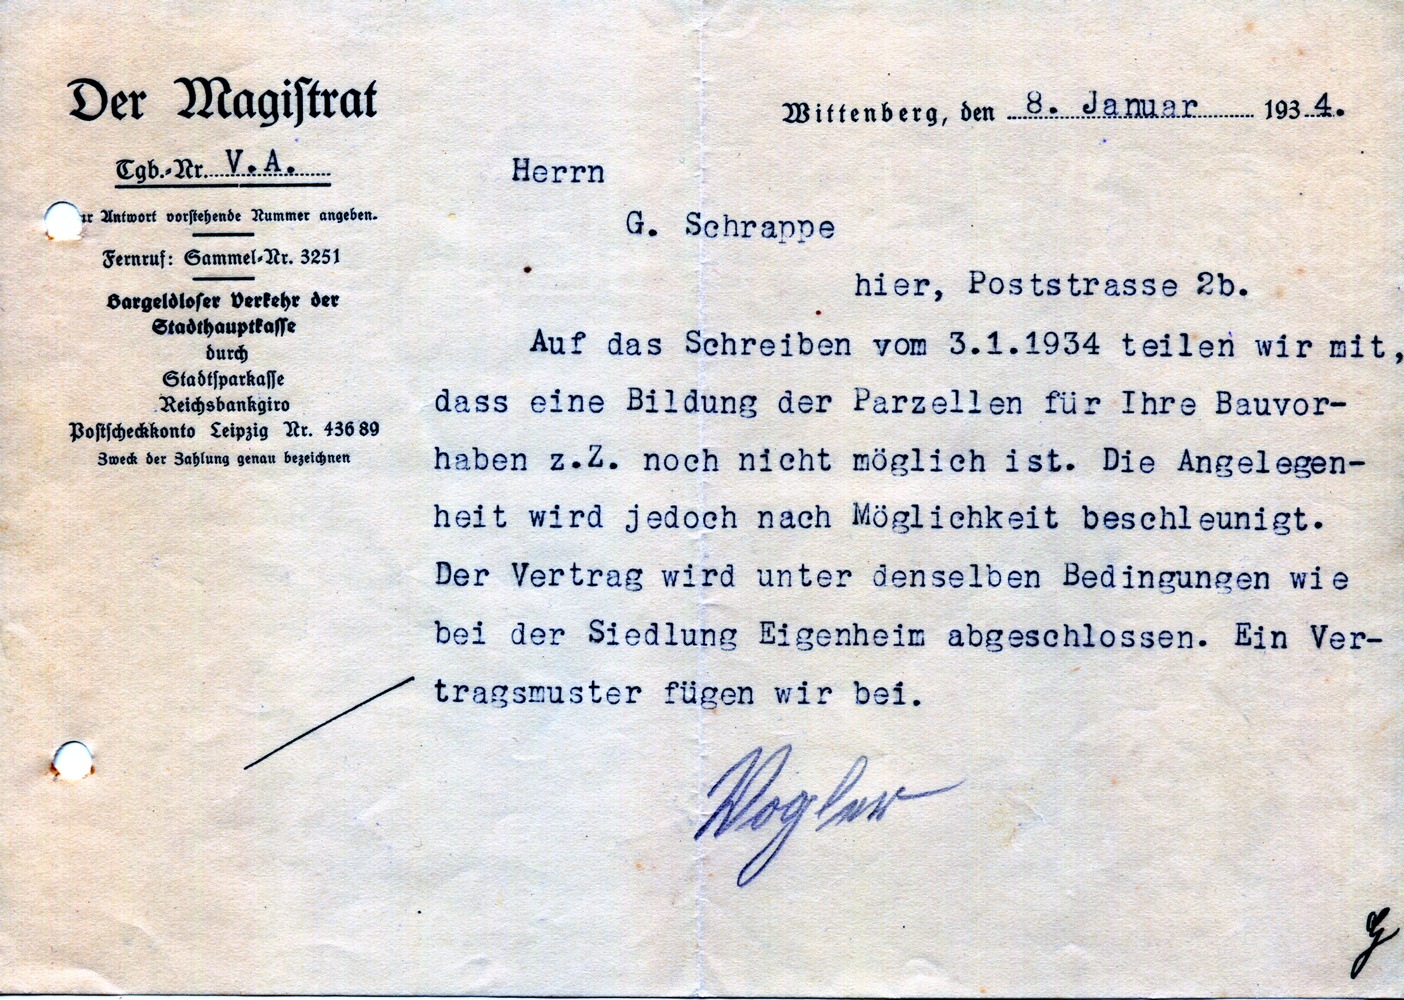 Der Magistrat
Tgb.-Nr. V.A.
Antwort vorstehende Nummer angeben.
Fernruf: Sammel-Nr. 3251
Bargeldloser Verkehr der
Stadthauptkasse
durch
Stadtsparkasse
Reichsbankgiro
Postscheckkonto Leipzig Nr. 436 89
Zweck der Zahlung genau bezeichnen
Wittenberg, den 8. Januar 1934.
Herrn
G. Schrappe
hier, Poststrasse 2b.
Auf das Schreiben vom 3.1.1934 teilen wir mit,
dass eine Bildung der Parzellen für Ihre Bauvor-
haben z.Z. noch nicht möglich ist. Die Angelegen-
heit wird jedoch nach Möglichkeit beschleunigt.
Der Vertrag wird unter denselben Bedingungen wie
bei der Siedlung Eigenheim abgeschlossen. Ein Ver-
tragsmuster fügen wir bei.